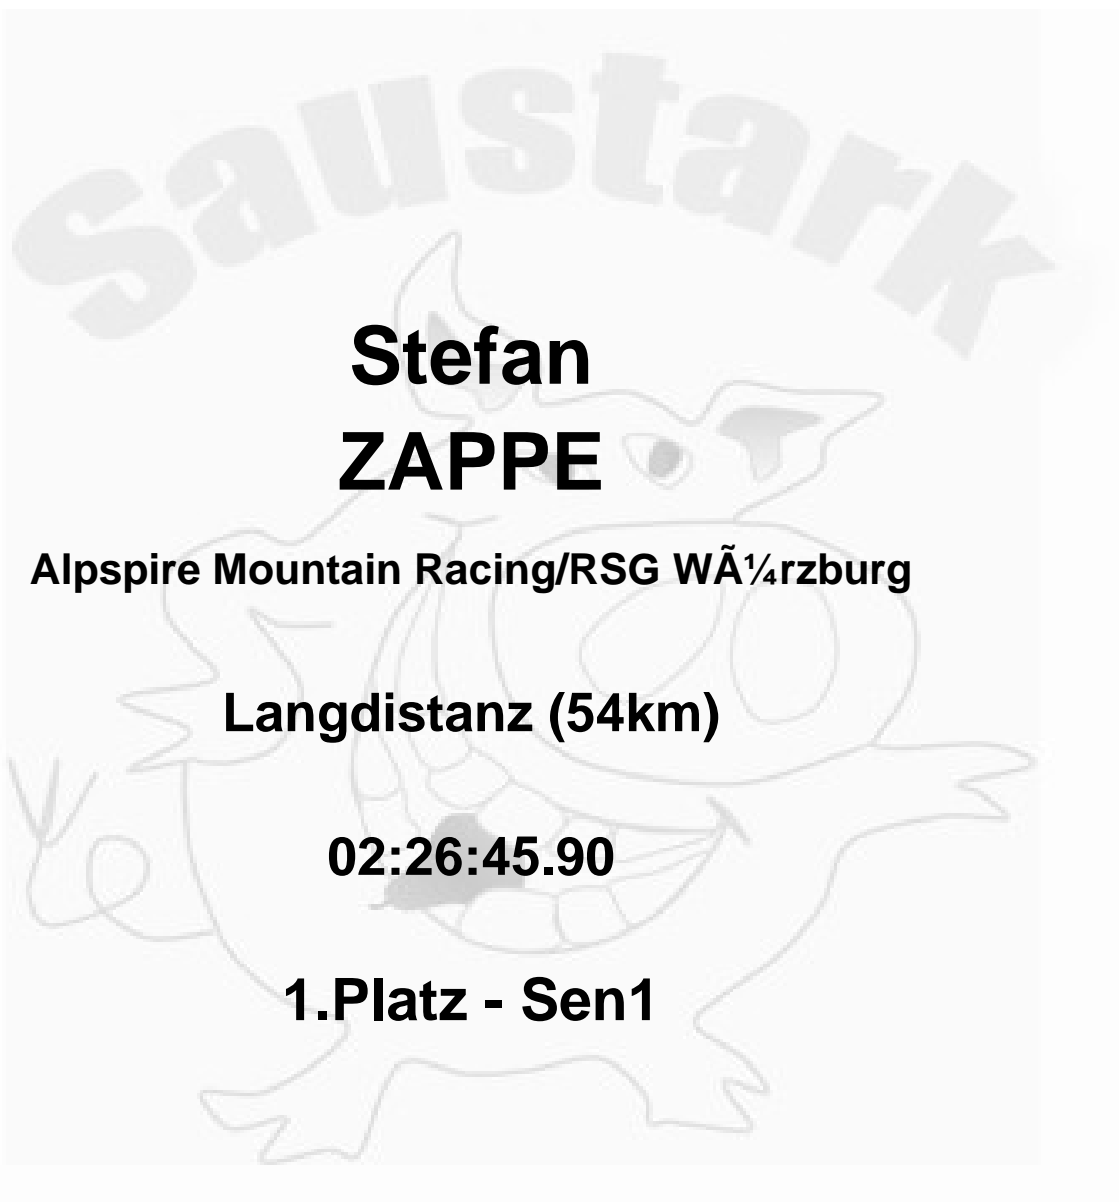 Saustark
Stefan
ZAPPE
Alpspire Mountain Racing/RSG WÃ¼rzburg
Langdistanz (54km)
02:26:45.90
1.Platz - Sen1